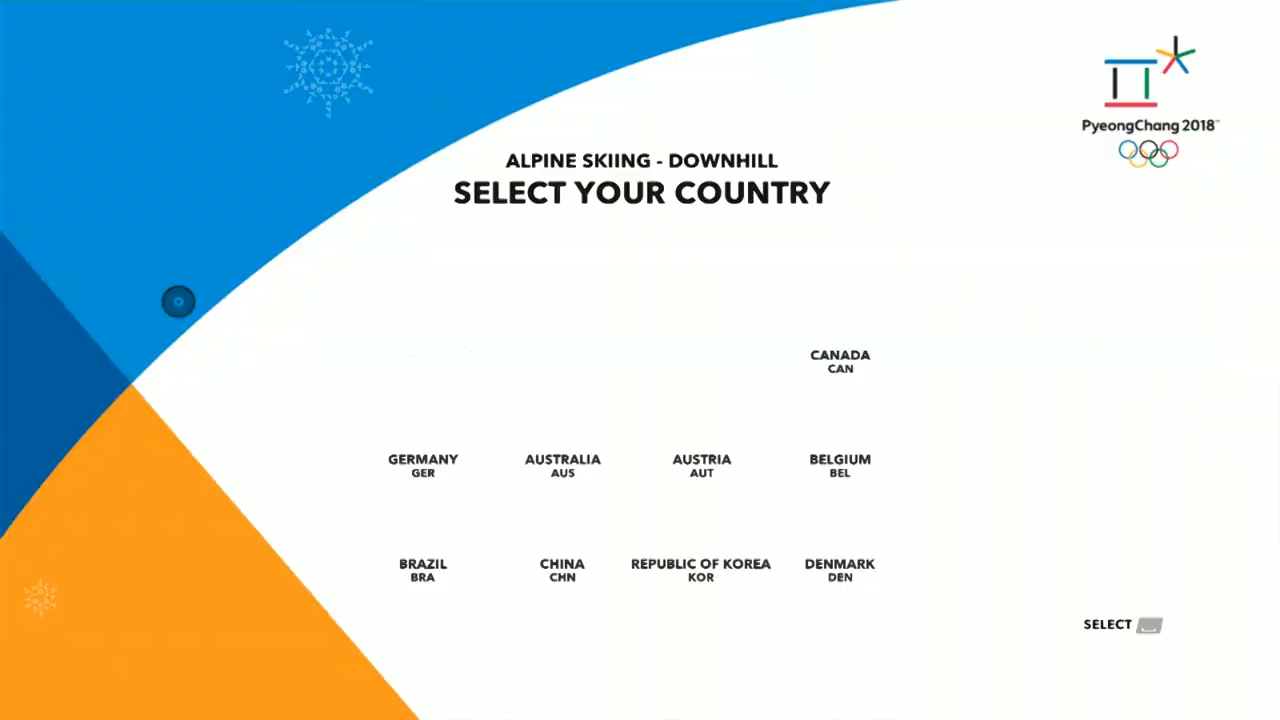 PyeongChang 2018™
ALPINE SKIING - DOWNHILL
SELECT YOUR COUNTRY
CANADA
CAN
GERMANY AUSTRALIA AUSTRIA BELGIUM
GER AUS AUT BEL
BRAZIL CHINA REPUBLIC OF KOREA DENMARK
BRA CHN KOR DEN
SELECT